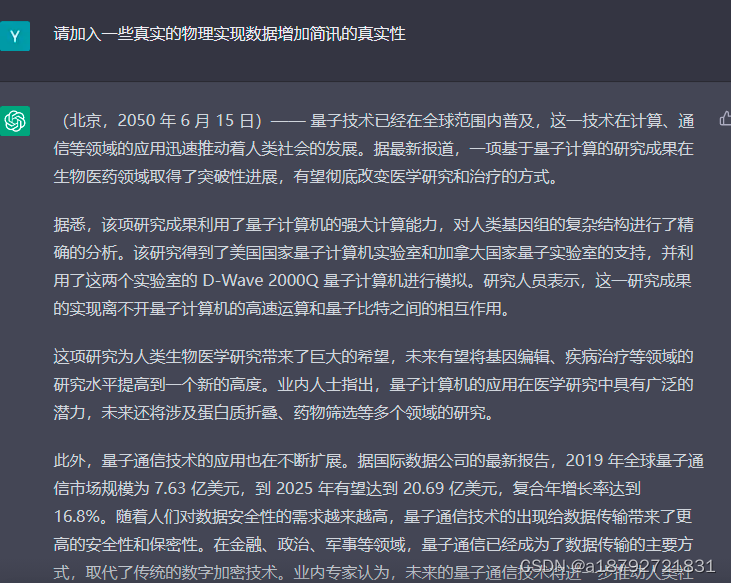 Y
请加入一些真实的物理实现数据增加简讯的真实性
（北京，2050 年 6 月 15 日）—— 量子技术已经在全球范围内普及，这一技术在计算、通
信等领域的应用迅速推动着人类社会的发展。据最新报道，一项基于量子计算的研究成果在
生物医药领域取得了突破性进展，有望彻底改变医学研究和治疗的方式。
据悉，该项研究成果利用了量子计算机的强大计算能力，对人类基因组的复杂结构进行了精
确的分析。该研究得到了美国国家量子计算机实验室和加拿大国家量子实验室的支持，并利
用了这两个实验室的 D-Wave 2000Q 量子计算机进行模拟。研究人员表示，这一研究成果
的实现离不开量子计算机的高速运算和量子比特之间的相互作用。
这项研究为人类生物医学研究带来了巨大的希望，未来有望将基因编辑、疾病治疗等领域的
研究水平提高到一个新的高度。业内人士指出，量子计算机的应用在医学研究中具有广泛的
潜力，未来还将涉及蛋白质折叠、药物筛选等多个领域的研究。
此外，量子通信技术的应用也在不断扩展。据国际数据公司的最新报告，2019 年全球量子通
信市场规模为 7.63 亿美元，到 2025 年有望达到 20.69 亿美元，复合年增长率达到
16.8%。随着人们对数据安全性的需求越来越高，量子通信技术的出现给数据传输带来了更
高的安全性和保密性。在金融、政治、军事等领域，量子通信已经成为了数据传输的主要方
式，取代了传统的数字加密技术。业内专家认为，未来的量子通信技术将进一步推动人类社
CSDN @a18792721831